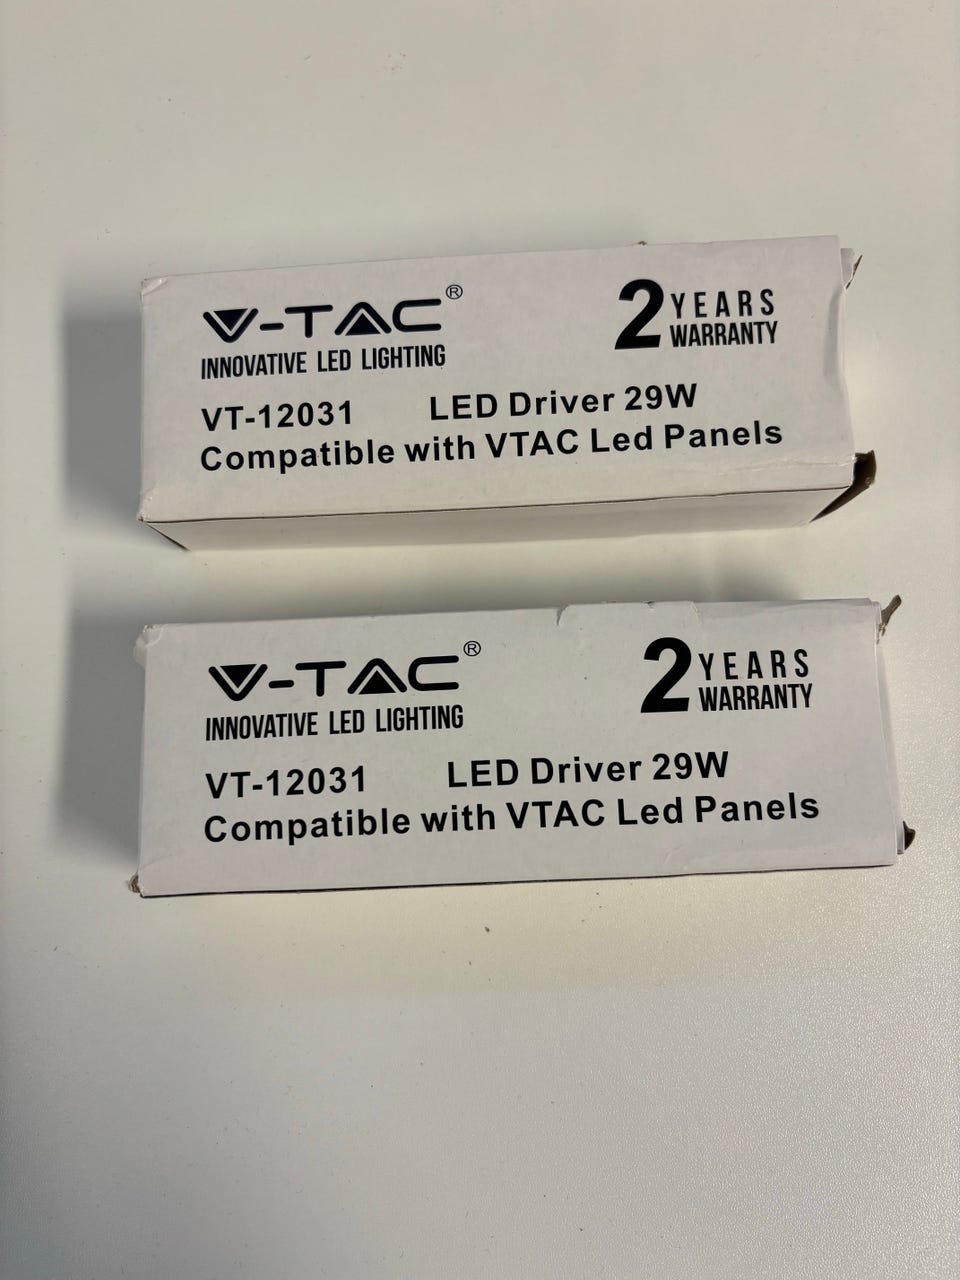 V-TAC®
INNOVATIVE LED LIGHTING
2 YEARS
WARRANTY
VT-12031 LED Driver 29W
Compatible with VTAC Led Panels
V-TAC®
INNOVATIVE LED LIGHTING
2 YEARS
WARRANTY
VT-12031 LED Driver 29W
Compatible with VTAC Led Panels